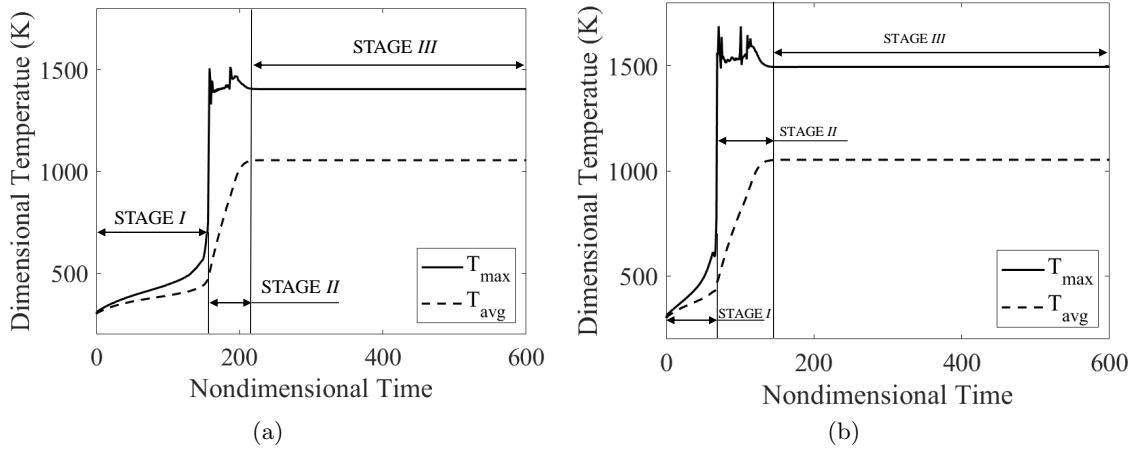 Dimensional Temperatue (K)
1500
1000
500
0
200
400
600
Nondimensional Time
STAGE III
STAGE I
STAGE II
T_max
T_avg
(a)
Dimensional Temperatue (K)
1500
1000
500
0
200
400
600
Nondimensional Time
STAGE III
STAGE II
STAGE I
T_max
T_avg
(b)